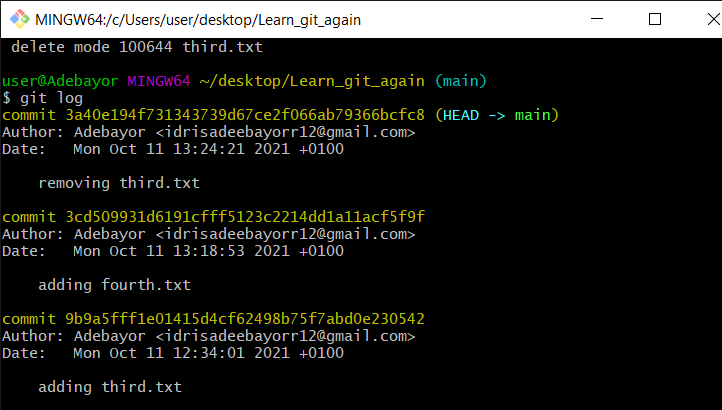 MINGW64:/c/Users/user/desktop/Learn_git_again
delete mode 100644 third.txt
user@Adebayor MINGW64 ~/desktop/Learn_git_again (main)
$ git log
commit 3a40e194f731343739d67ce2f066ab79366bcfc8 (HEAD -> main)
Author: Adebayor <idrisadeebayorr12@gmail.com>
Date:   Mon Oct 11 13:24:21 2021 +0100
removing third.txt
commit 3cd509931d6191cfff5123c2214dd1a11acf5f9f
Author: Adebayor <idrisadeebayorr12@gmail.com>
Date:   Mon Oct 11 13:18:53 2021 +0100
adding fourth.txt
commit 9b9a5fff1e01415d4cf62498b75f7abd0e230542
Author: Adebayor <idrisadeebayorr12@gmail.com>
Date:   Mon Oct 11 12:34:01 2021 +0100
adding third.txt